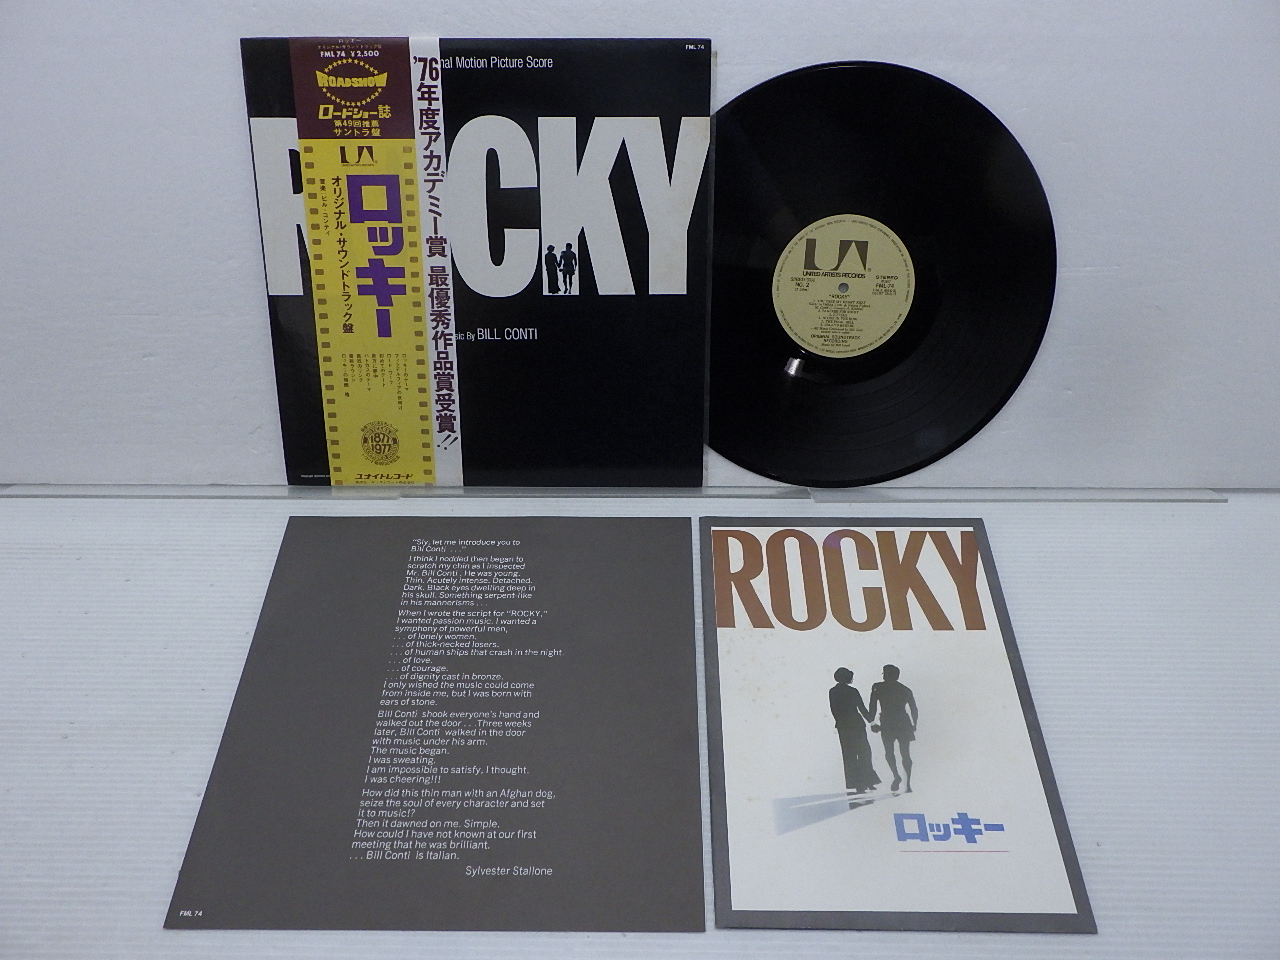 ロッキー
オリジナル・サウンドトラック盤
FML 74 ¥2,500
ROADSHOW
ロードショー誌
第49回推薦
サントラ盤
UA
ロッキー
オリジナル・サウンドトラック盤
音楽・ビル・コンティ
1877
1977
ユナイトレコード
'76年度アカデミー賞 最優秀作品賞受賞!!
nal Motion Picture Score
FML 74
R
CKY
sic By BILL CONTI
UA
UNITED ARTISTS RECORDS
STEREO
NO. 2
FML 74
"ROCKY"
ORIGINAL SOUNDTRACK
RECORDING
"Sly, let me introduce you to
Bill Conti . . ."
I think I nodded then began to
scratch my chin as I inspected
Mr. Bill Conti. He was young.
Thin. Acutely intense. Detached.
Dark. Black eyes dwelling deep in
his skull. Something serpent-like
in his mannerisms . . .
When I wrote the script for "ROCKY,"
I wanted passion music. I wanted a
symphony of powerful men,
. . . of lonely women.
. . . of thick-necked losers.
. . . of human ships that crash in the night.
. . . of love.
. . . of courage.
. . . of dignity cast in bronze.
I only wished the music could come
from inside me, but I was born with
ears of stone.
Bill Conti shook everyone's hand and
walked out the door . . . Three weeks
later, Bill Conti walked in the door
with music under his arm.
The music began.
I was sweating.
I am impossible to satisfy, I thought.
I was cheering!!!
How did this thin man with an Afghan dog,
seize the soul of every character and set
it to music!?
Then it dawned on me. Simple.
How could I have not known at our first
meeting that he was brilliant.
. . . Bill Conti is Italian.
Sylvester Stallone
FML 74
ROCKY
ロッキー